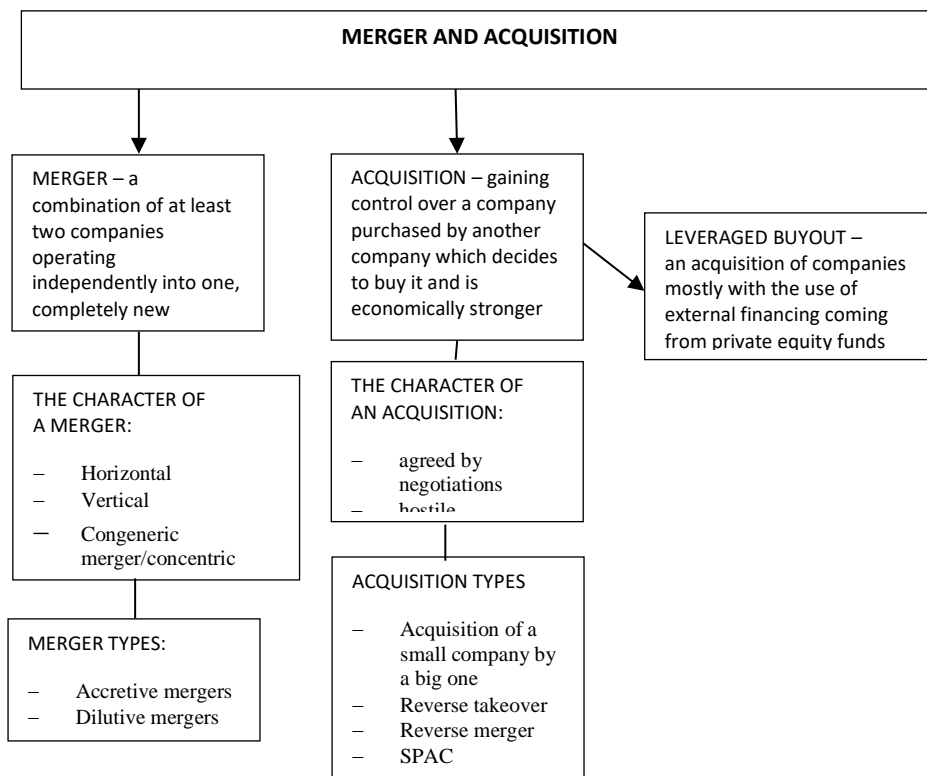 MERGER AND ACQUISITION
MERGER – a
combination of at least
two companies
operating
independently into one,
completely new
ACQUISITION – gaining
control over a company
purchased by another
company which decides
to buy it and is
economically stronger
LEVERAGED BUYOUT –
an acquisition of companies
mostly with the use of
external financing coming
from private equity funds
THE CHARACTER OF
A MERGER:
– Horizontal
– Vertical
– Congeneric
merger/concentric
THE CHARACTER OF
AN ACQUISITION:
– agreed by
negotiations
– hostile
MERGER TYPES:
– Accretive mergers
– Dilutive mergers
ACQUISITION TYPES
– Acquisition of a
small company by
a big one
– Reverse takeover
– Reverse merger
– SPAC